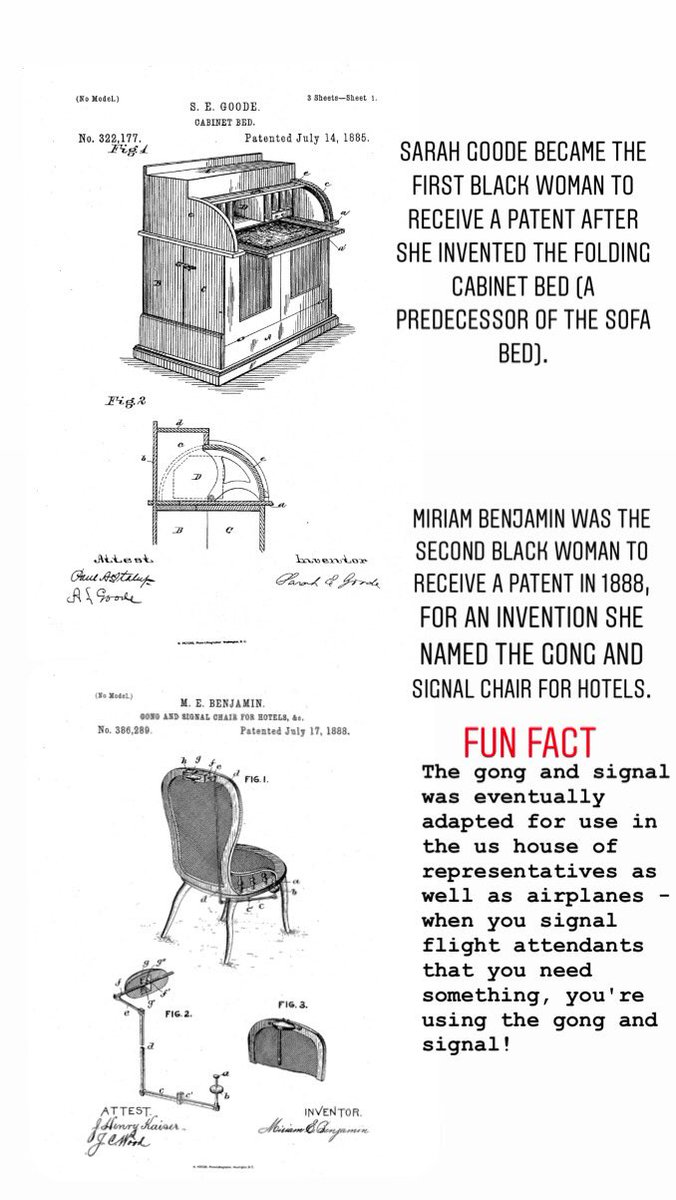 (No Model.)
3 Sheets—Sheet 1.
S. E. GOODE.
CABINET BED.
No. 322,177.
Patented July 14, 1885.
Fig 1
SARAH GOODE BECAME THE
FIRST BLACK WOMAN TO
RECEIVE A PATENT AFTER
SHE INVENTED THE FOLDING
CABINET BED (A
PREDECESSOR OF THE SOFA
BED).
Fig 2
Attest
Inventor
Sarah E Goode
MIRIAM BENJAMIN WAS THE
SECOND BLACK WOMAN TO
RECEIVE A PATENT IN 1888,
FOR AN INVENTION SHE
NAMED THE GONG AND
SIGNAL CHAIR FOR HOTELS.
FUN FACT
The gong and signal
was eventually
adapted for use in
the us house of
representatives as
well as airplanes -
when you signal
flight attendants
that you need
something, you're
using the gong and
signal!
(No Model.)
M. E. BENJAMIN.
GONG AND SIGNAL CHAIR FOR HOTELS, &c.
No. 386,289.
Patented July 17, 1888.
FIG. 1.
FIG. 2.
FIG. 3.
ATTEST.
J Henry Kaiser
J. C. Wood
INVENTOR.
Miriam E. Benjamin